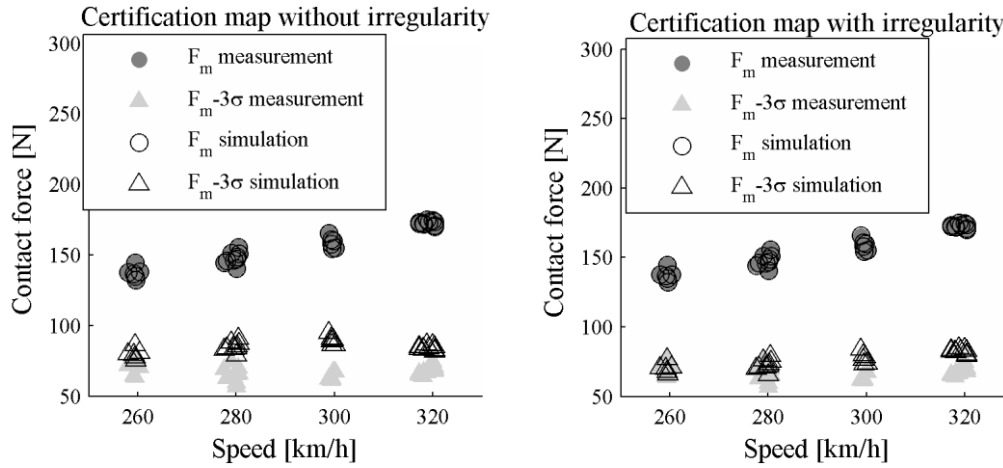 Certification map without irregularity
300
250
200
150
100
50
Contact force [N]
Fm measurement
Fm-3σ measurement
Fm simulation
Fm-3σ simulation
260 280 300 320
Speed [km/h]
Certification map with irregularity
300
250
200
150
100
50
Contact force [N]
Fm measurement
Fm-3σ measurement
Fm simulation
Fm-3σ simulation
260 280 300 320
Speed [km/h]